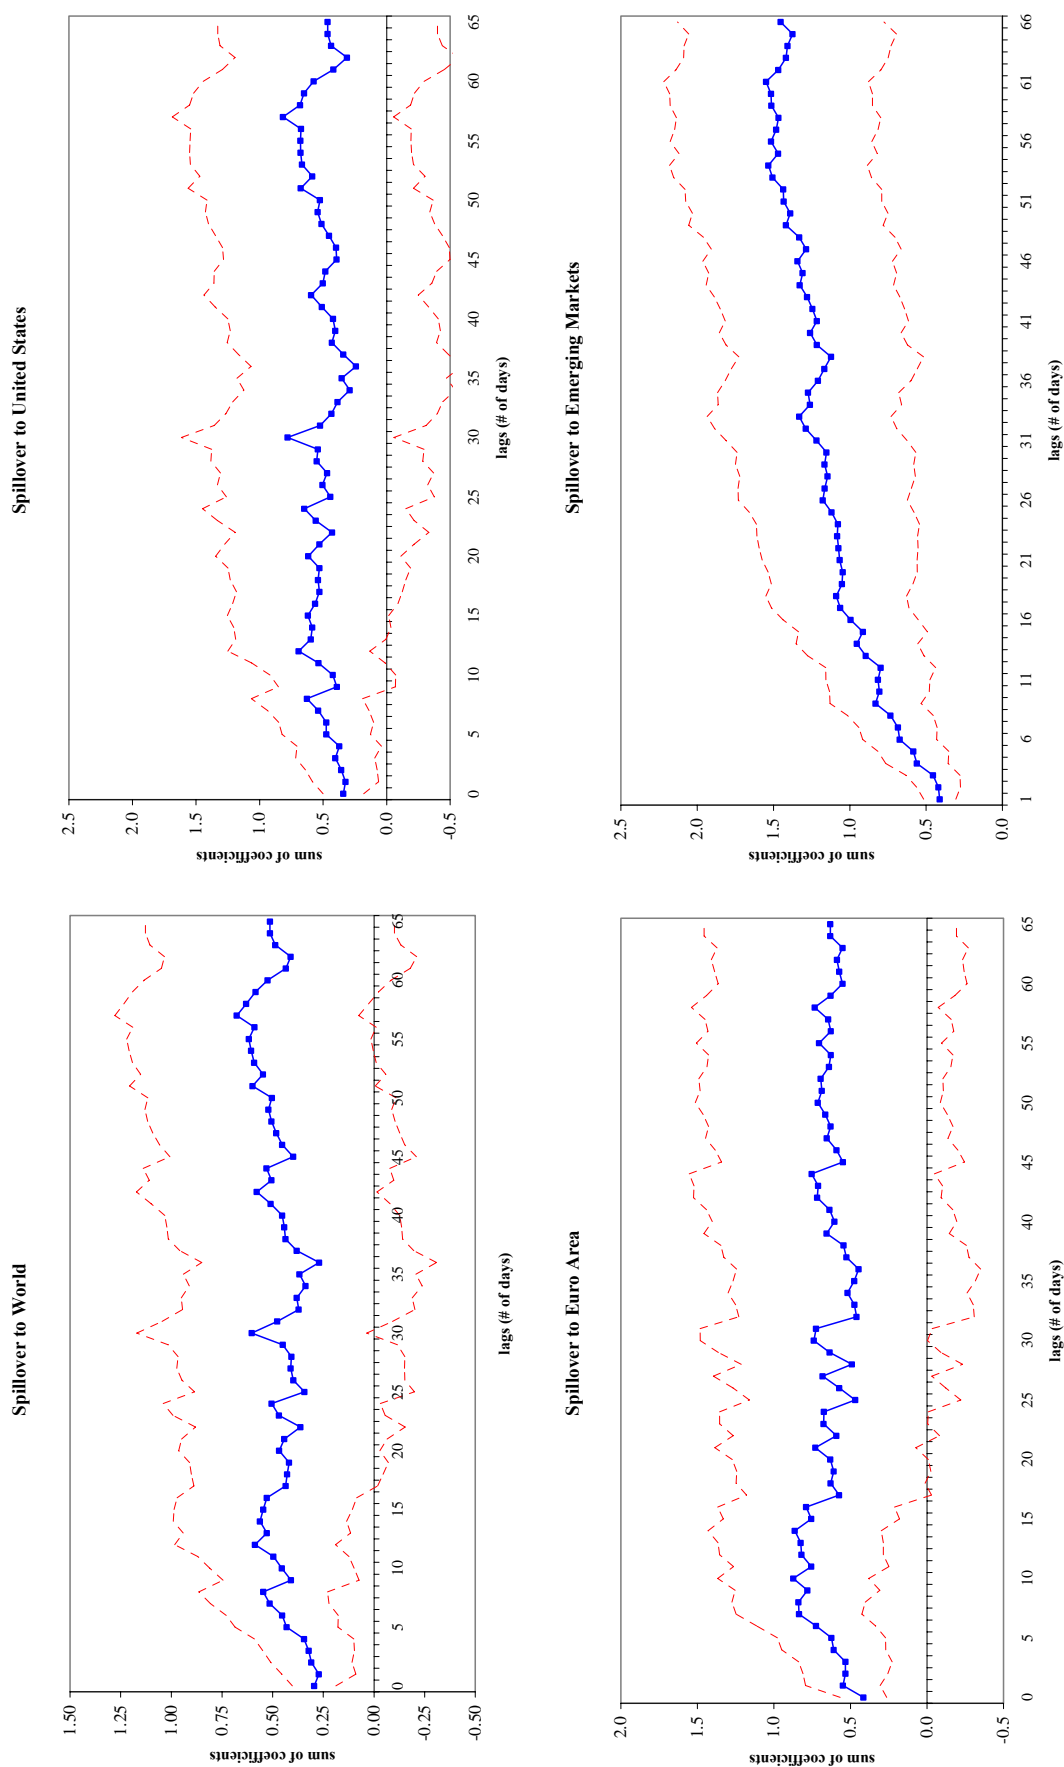 Spillover to World
1.50
1.25
1.00
0.75
0.50
0.25
0.00
-0.25
-0.50
sum of coefficients
0 5 10 15 20 25 30 35 40 45 50 55 60 65
lags (# of days)
Spillover to United States
2.5
2.0
1.5
1.0
0.5
0.0
-0.5
sum of coefficients
0 5 10 15 20 25 30 35 40 45 50 55 60 65
lags (# of days)
Spillover to Euro Area
2.0
1.5
1.0
0.5
0.0
-0.5
sum of coefficients
0 5 10 15 20 25 30 35 40 45 50 55 60 65
lags (# of days)
Spillover to Emerging Markets
2.5
2.0
1.5
1.0
0.5
0.0
sum of coefficients
1 6 11 16 21 26 31 36 41 46 51 56 61 66
lags (# of days)